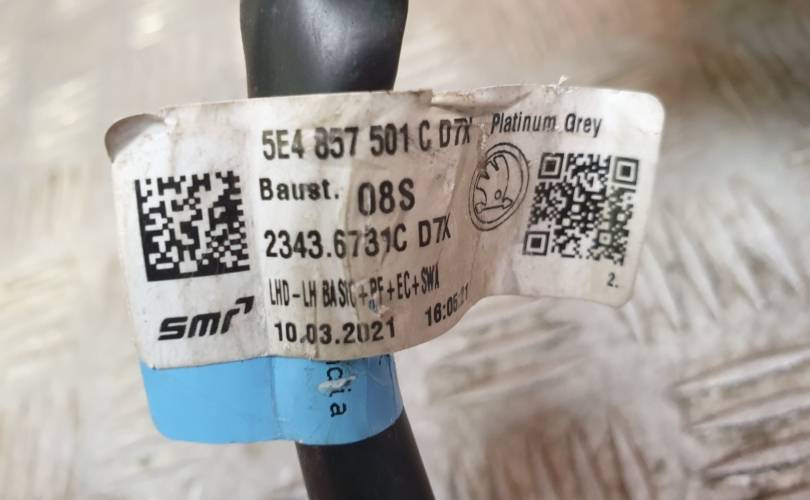 5E4 857 501 C D7X Platinum Grey
Baust. 08S
2343.6731C D7X
LHD-LH BASIC+PF+EC+SWA
2.
smr
10.03.2021 16:05:21